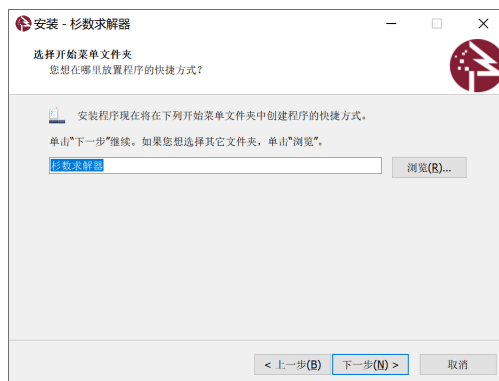 安装 - 杉数求解器
选择开始菜单文件夹
您想在哪里放置程序的快捷方式?
安装程序现在将在下列开始菜单文件夹中创建程序的快捷方式。
单击“下一步”继续。如果您想选择其它文件夹，单击“浏览”。
杉数求解器
浏览(R)...
< 上一步(B)
下一步(N) >
取消